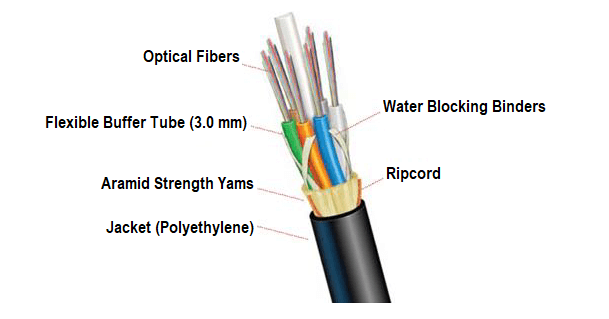 Optical Fibers
Water Blocking Binders
Flexible Buffer Tube (3.0 mm)
Ripcord
Aramid Strength Yams
Jacket (Polyethylene)